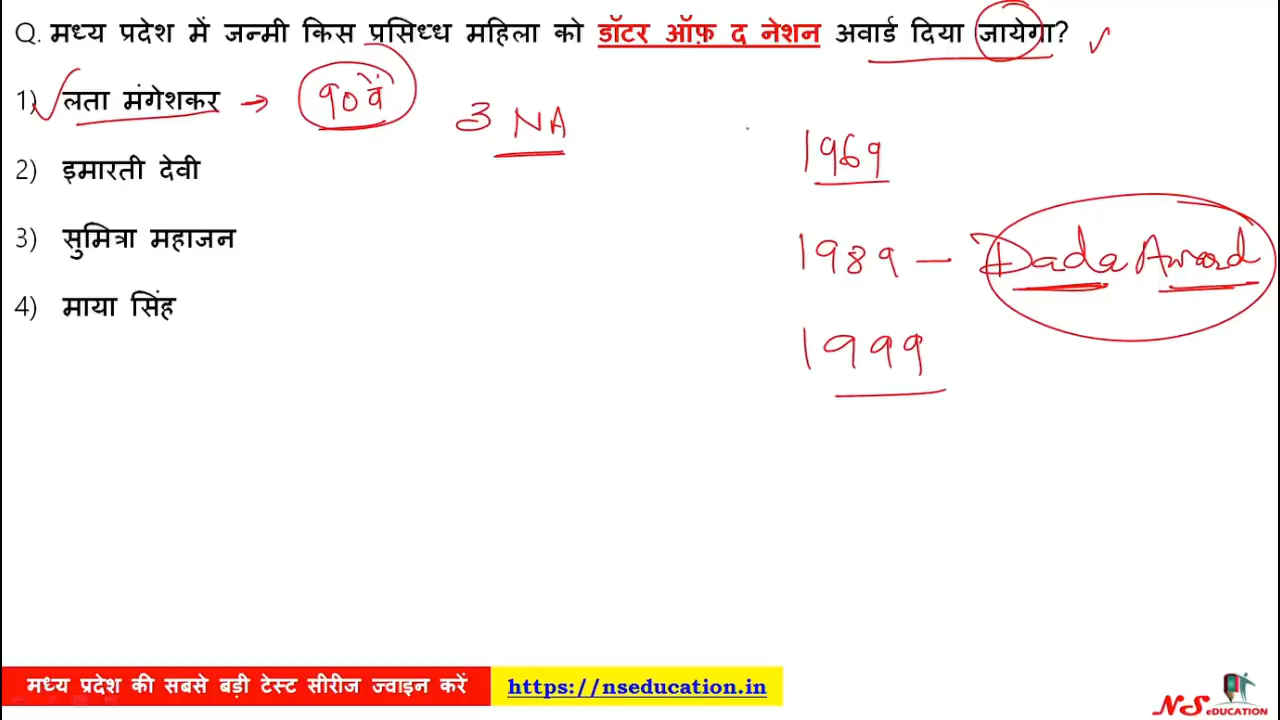 Q. मध्य प्रदेश में जन्मी किस प्रसिध्ध महिला को डॉटर ऑफ़ द नेशन अवार्ड दिया जायेगा?
1) लता मंगेशकर → 90वें
3 NA
1969
2) इमारती देवी
3) सुमित्रा महाजन
1989 – Dada Award
4) माया सिंह
1999
मध्य प्रदेश की सबसे बड़ी टेस्ट सीरीज ज्वाइन करें
https://nseducation.in
NS eDUCATION